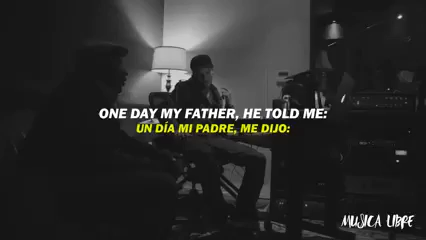 ONE DAY MY FATHER, HE TOLD ME:
UN DÍA MI PADRE, ME DIJO:
MUSICA LIBRE